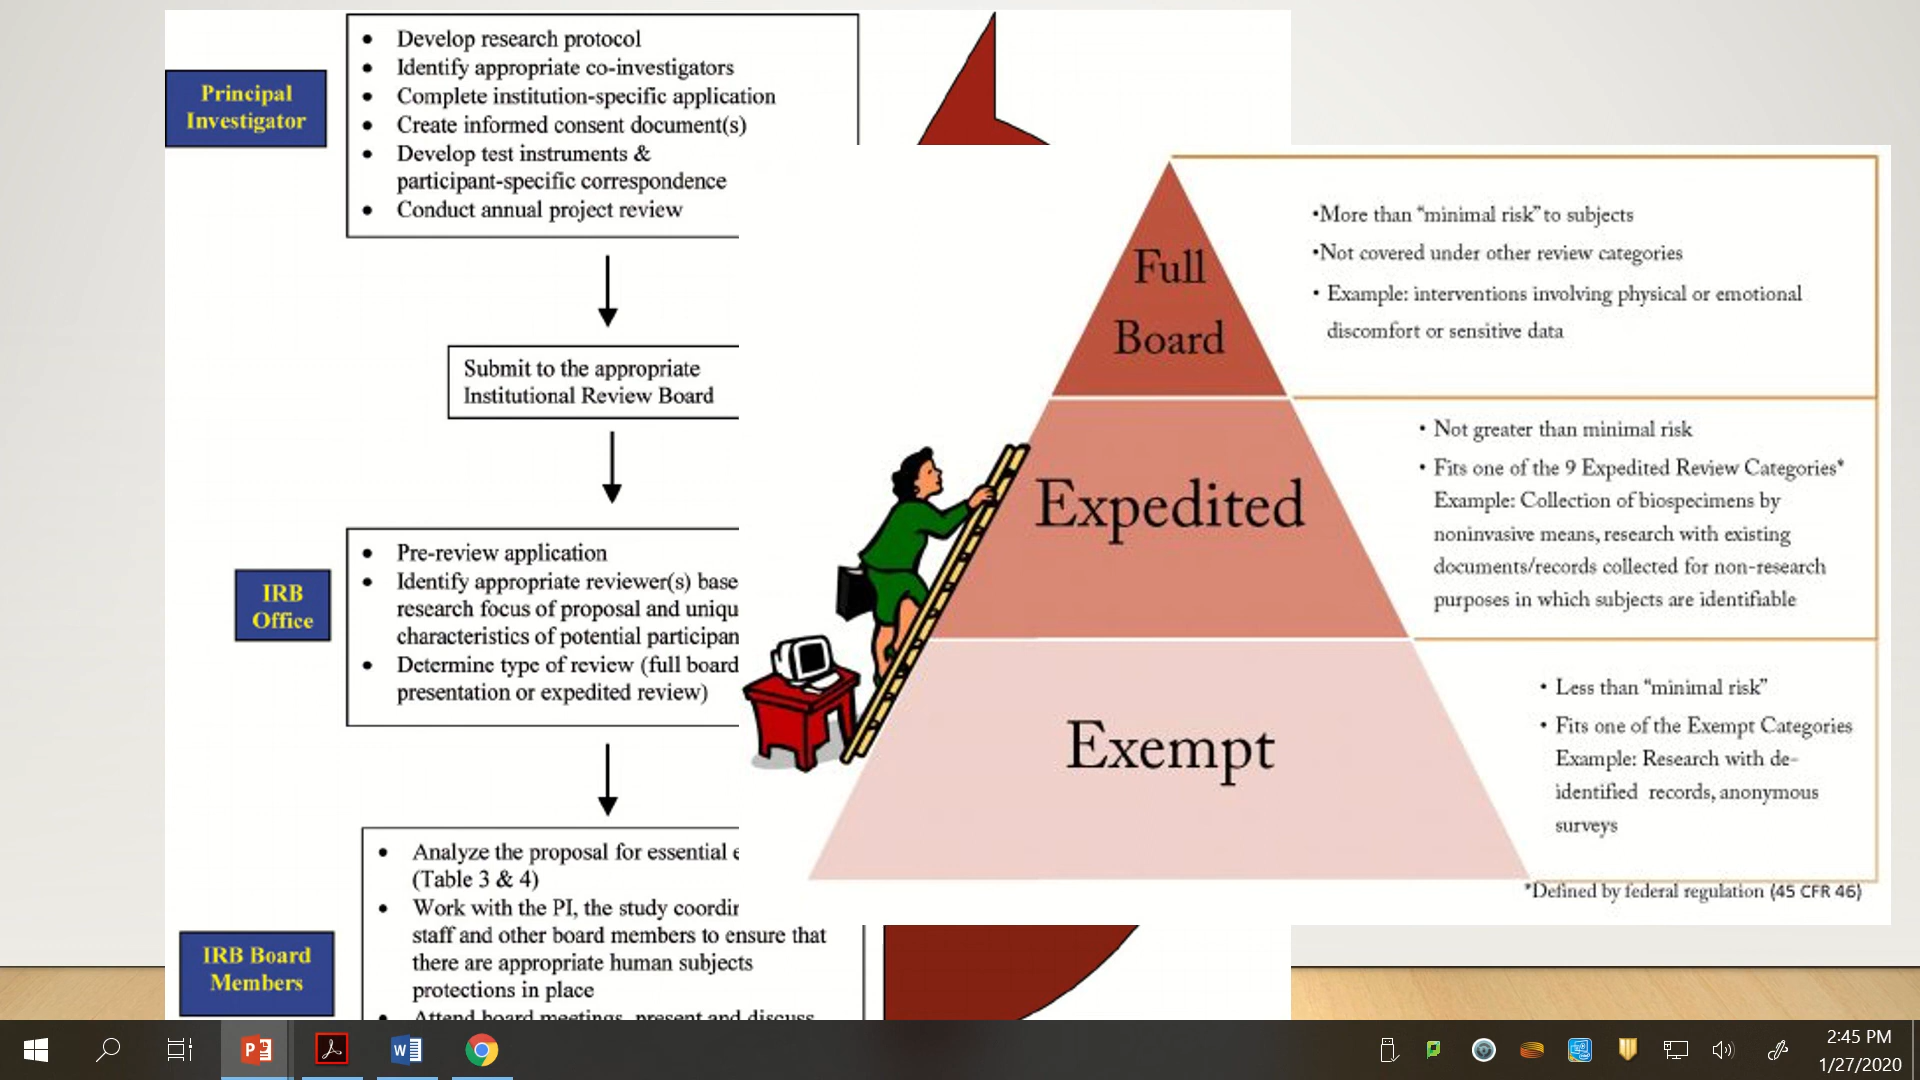 Principal
Investigator
• Develop research protocol
• Identify appropriate co-investigators
• Complete institution-specific application
• Create informed consent document(s)
• Develop test instruments &
participant-specific correspondence
• Conduct annual project review
Submit to the appropriate
Institutional Review Board
IRB
Office
• Pre-review application
• Identify appropriate reviewer(s) base
research focus of proposal and uniqu
characteristics of potential participan
• Determine type of review (full board
presentation or expedited review)
IRB Board
Members
• Analyze the proposal for essential e
(Table 3 & 4)
• Work with the PI, the study coordin
staff and other board members to ensure that
there are appropriate human subjects
protections in place
• Attend board meetings, present and discuss
Full
Board
•More than “minimal risk” to subjects
•Not covered under other review categories
• Example: interventions involving physical or emotional
discomfort or sensitive data
Expedited
• Not greater than minimal risk
• Fits one of the 9 Expedited Review Categories*
Example: Collection of biospecimens by
noninvasive means, research with existing
documents/records collected for non-research
purposes in which subjects are identifiable
Exempt
• Less than “minimal risk”
• Fits one of the Exempt Categories
Example: Research with de-
identified records, anonymous
surveys
*Defined by federal regulation (45 CFR 46)
2:45 PM
1/27/2020